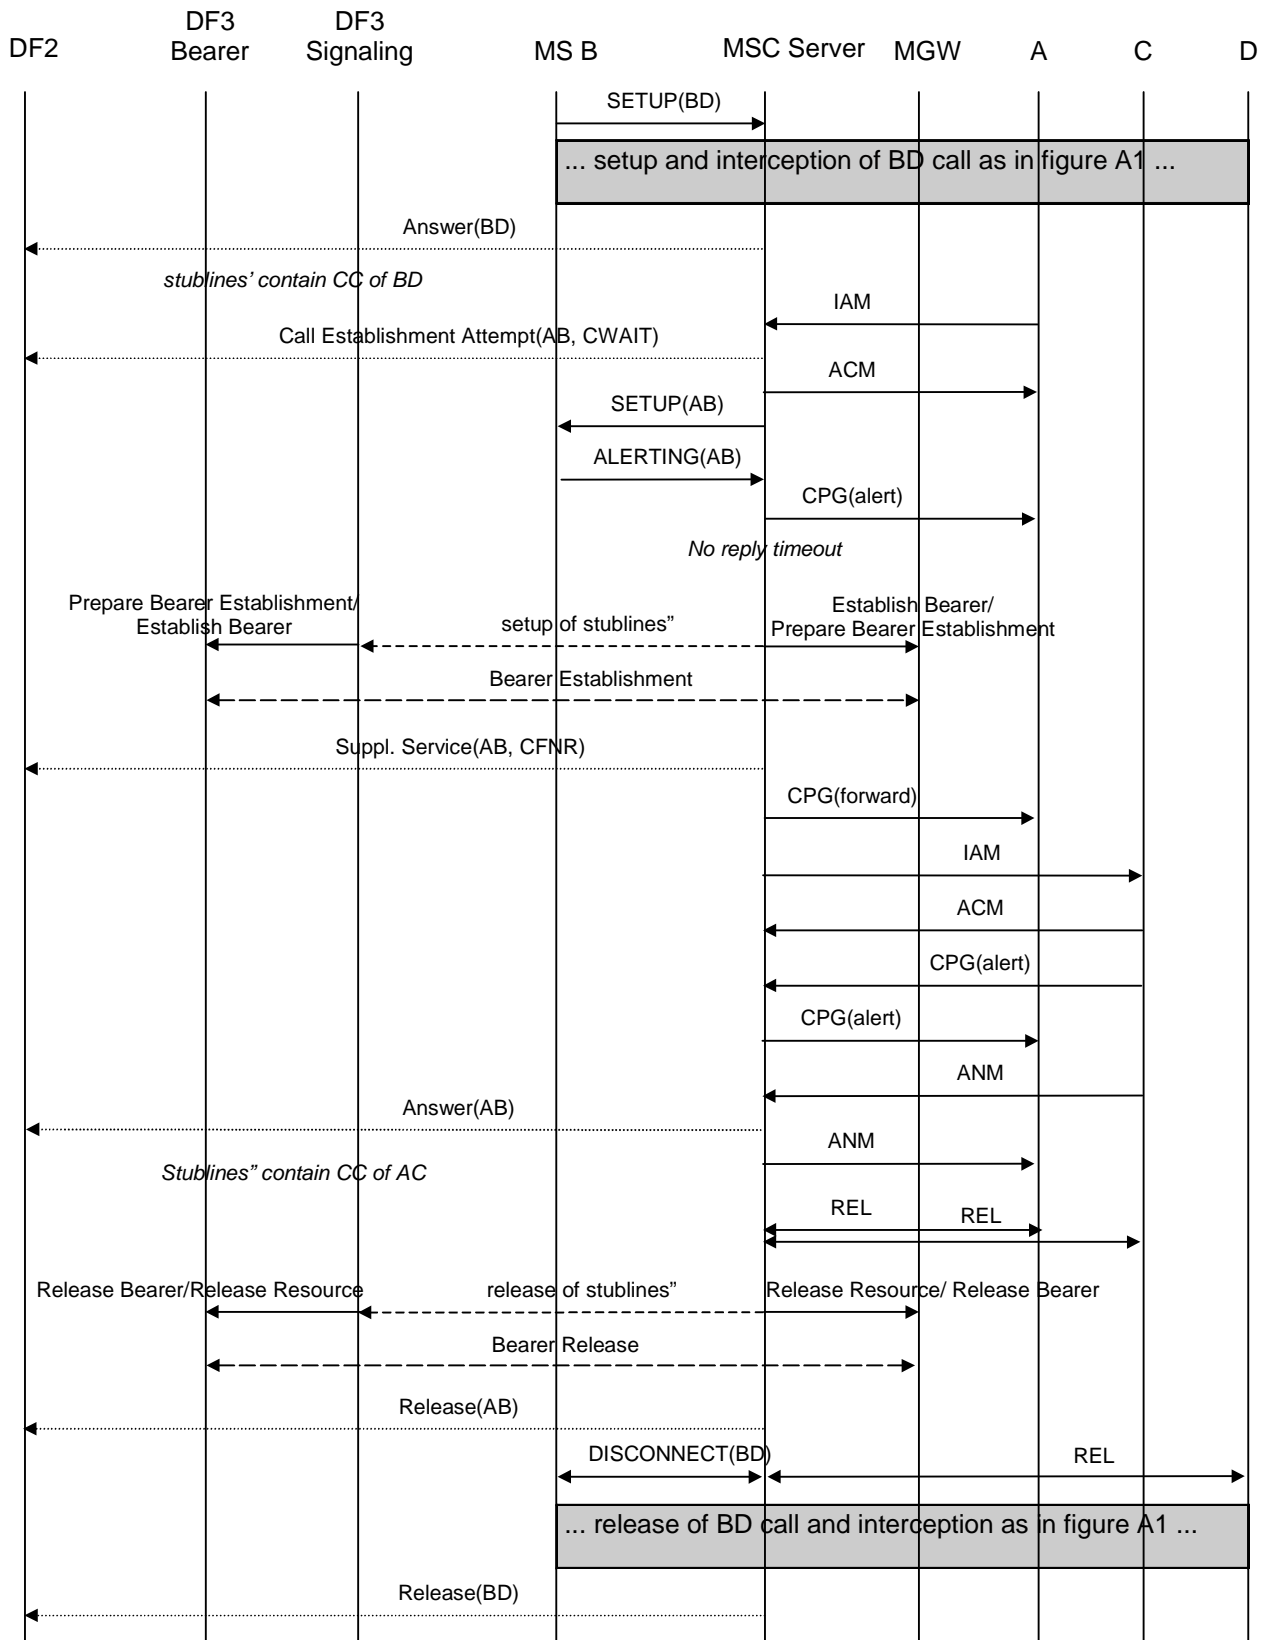 DF3 DF3
DF2 Bearer Signaling MS B MSC Server MGW A C D
SETUP(BD)
... setup and interception of BD call as in figure A1 ...
Answer(BD)
stublines’ contain CC of BD
IAM
Call Establishment Attempt(AB, CWAIT)
ACM
SETUP(AB)
ALERTING(AB)
CPG(alert)
No reply timeout
Prepare Bearer Establishment/
Establish Bearer
setup of stublines”
Establish Bearer/
Prepare Bearer Establishment
Bearer Establishment
Suppl. Service(AB, CFNR)
CPG(forward)
IAM
ACM
CPG(alert)
CPG(alert)
ANM
Answer(AB)
ANM
Stublines” contain CC of AC
REL
REL
Release Bearer/Release Resource
release of stublines”
Release Resource/ Release Bearer
Bearer Release
Release(AB)
DISCONNECT(BD)
REL
... release of BD call and interception as in figure A1 ...
Release(BD)